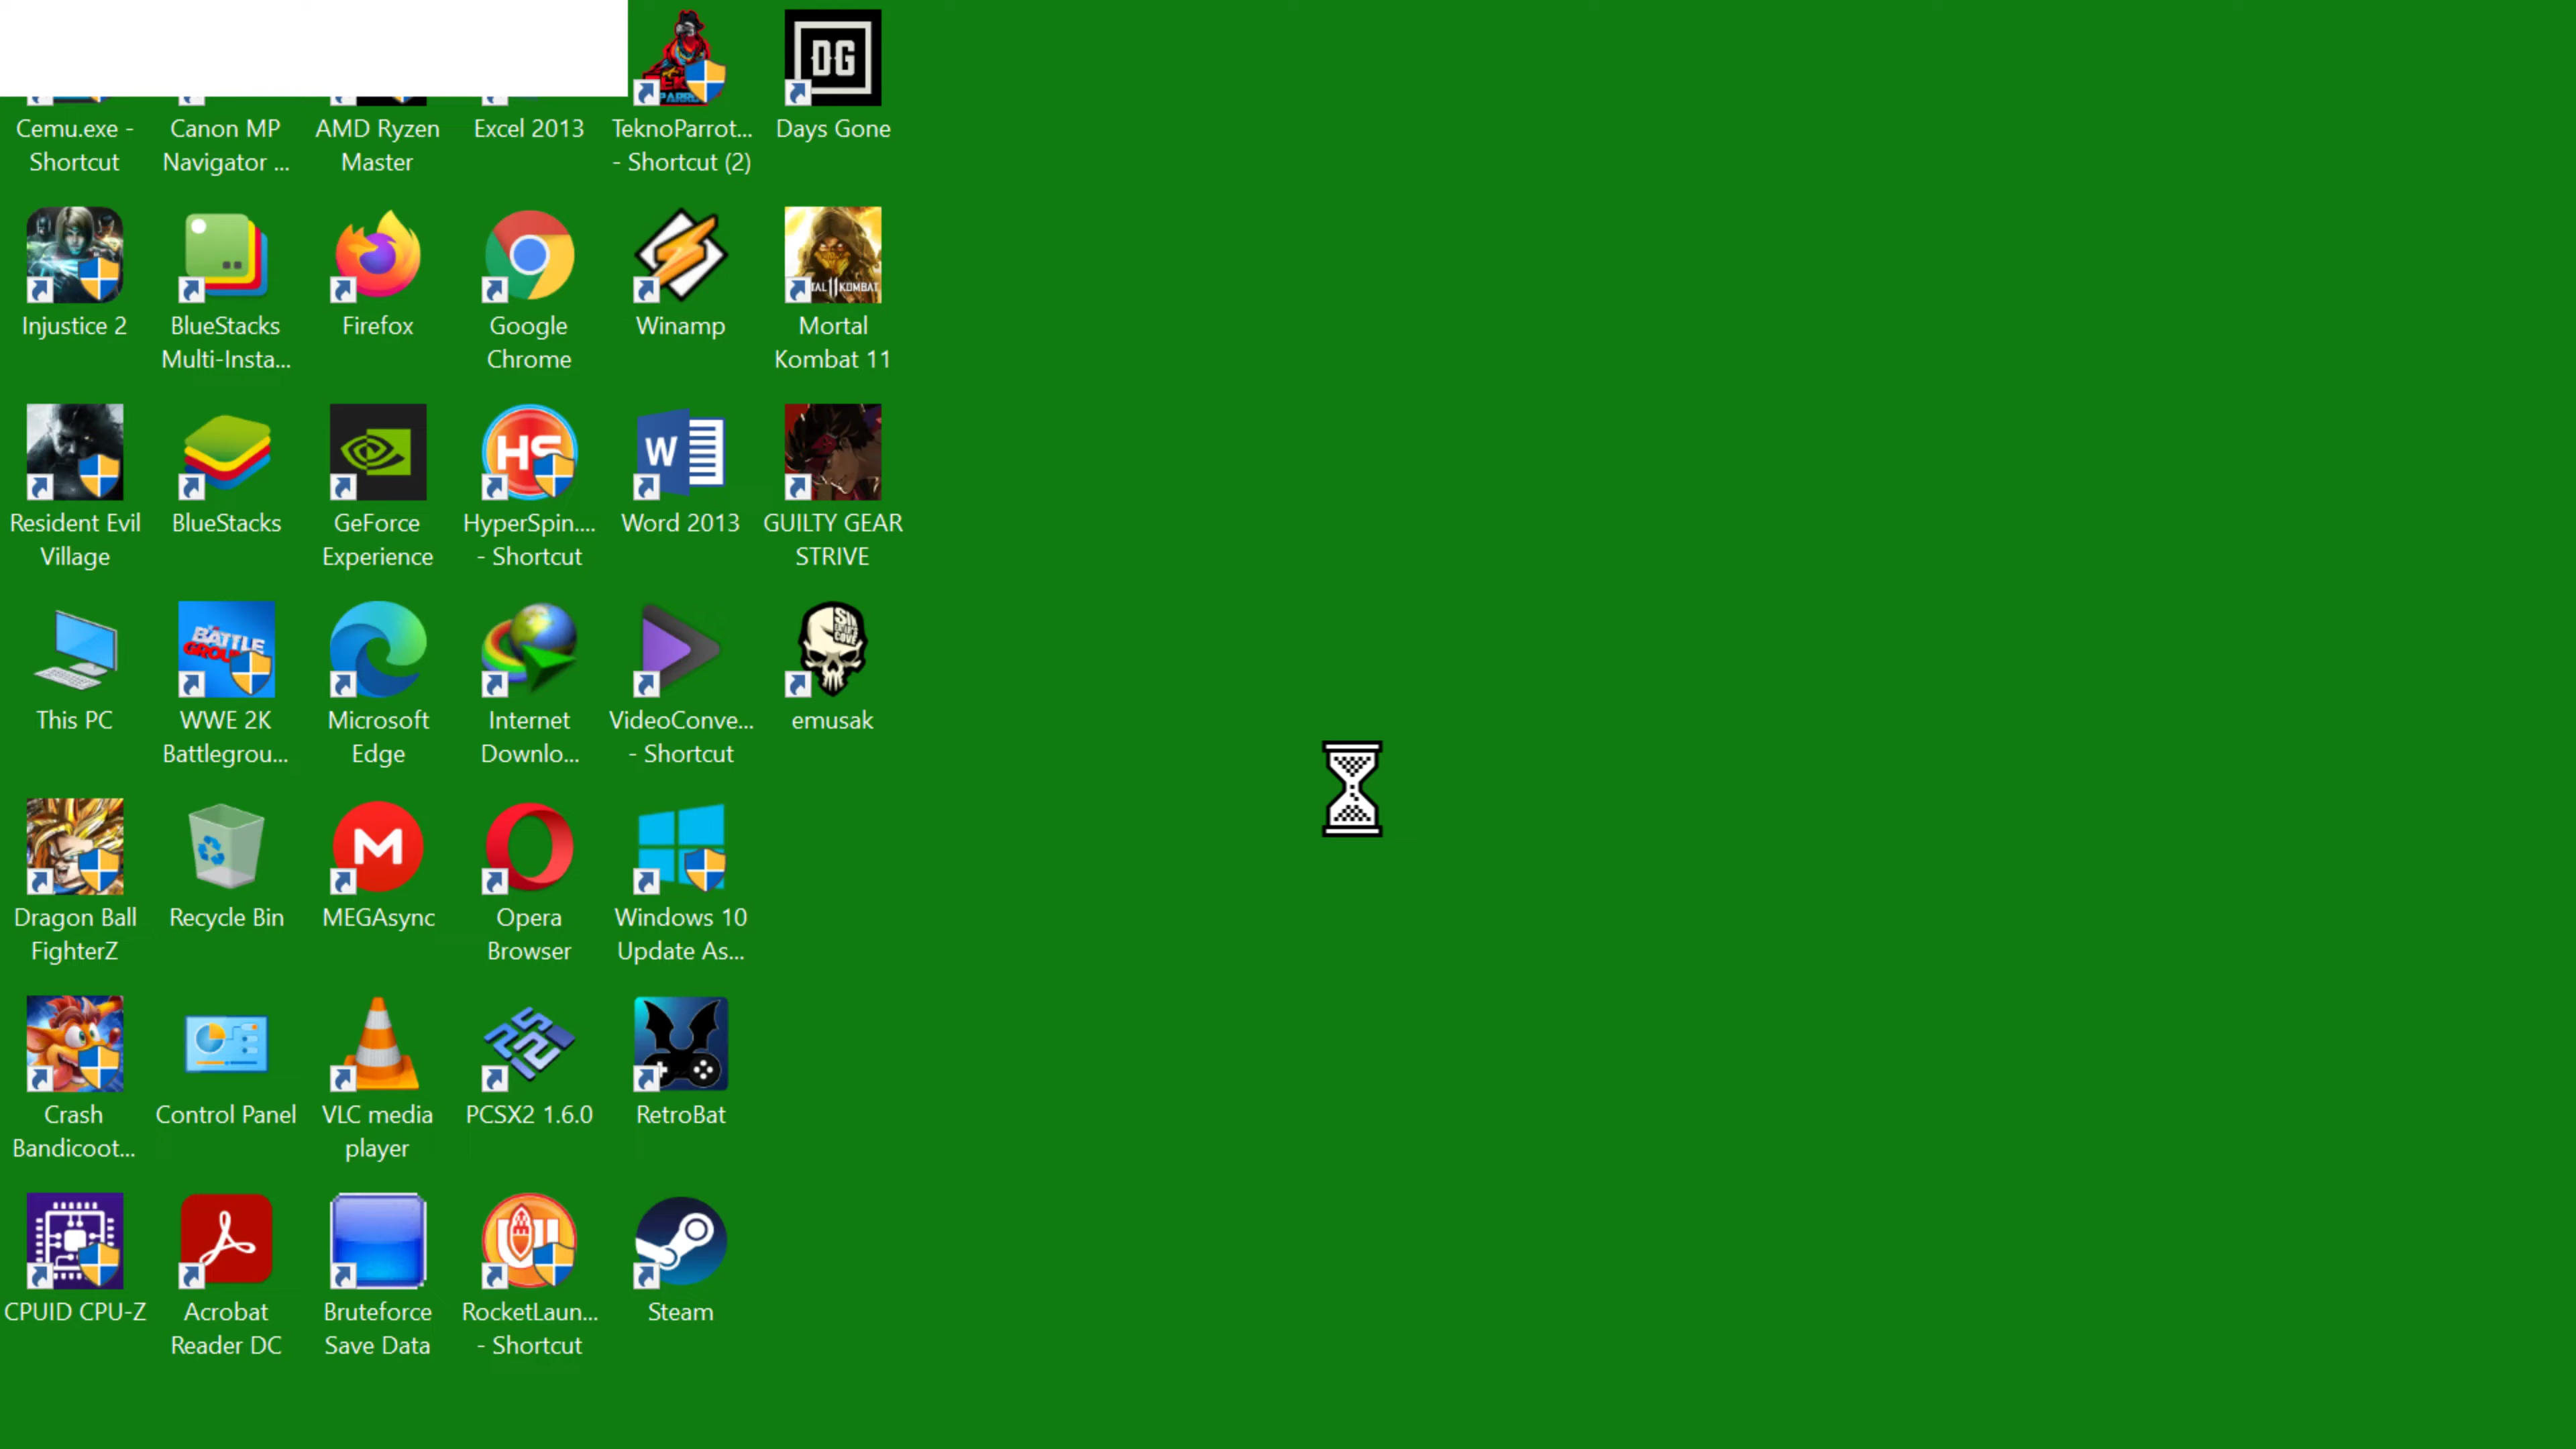 Cemu.exe -
Shortcut
Canon MP
Navigator ...
AMD Ryzen
Master
Excel 2013
TeknoParrot...
- Shortcut (2)
DG
Days Gone
Injustice 2
BlueStacks
Multi-Insta...
Firefox
Google
Chrome
Winamp
Mortal
Kombat 11
Resident Evil
Village
BlueStacks
GeForce
Experience
HS
HyperSpin....
- Shortcut
W
Word 2013
GUILTY GEAR
STRIVE
This PC
BATTLE
WWE 2K
Battlegrou...
Microsoft
Edge
Internet
Downlo...
VideoConve...
- Shortcut
emusak
Dragon Ball
FighterZ
Recycle Bin
M
MEGAsync
Opera
Browser
Windows 10
Update As...
Crash
Bandicoot...
Control Panel
VLC media
player
PCSX2 1.6.0
RetroBat
CPUID CPU-Z
Acrobat
Reader DC
Bruteforce
Save Data
RocketLaun...
- Shortcut
Steam